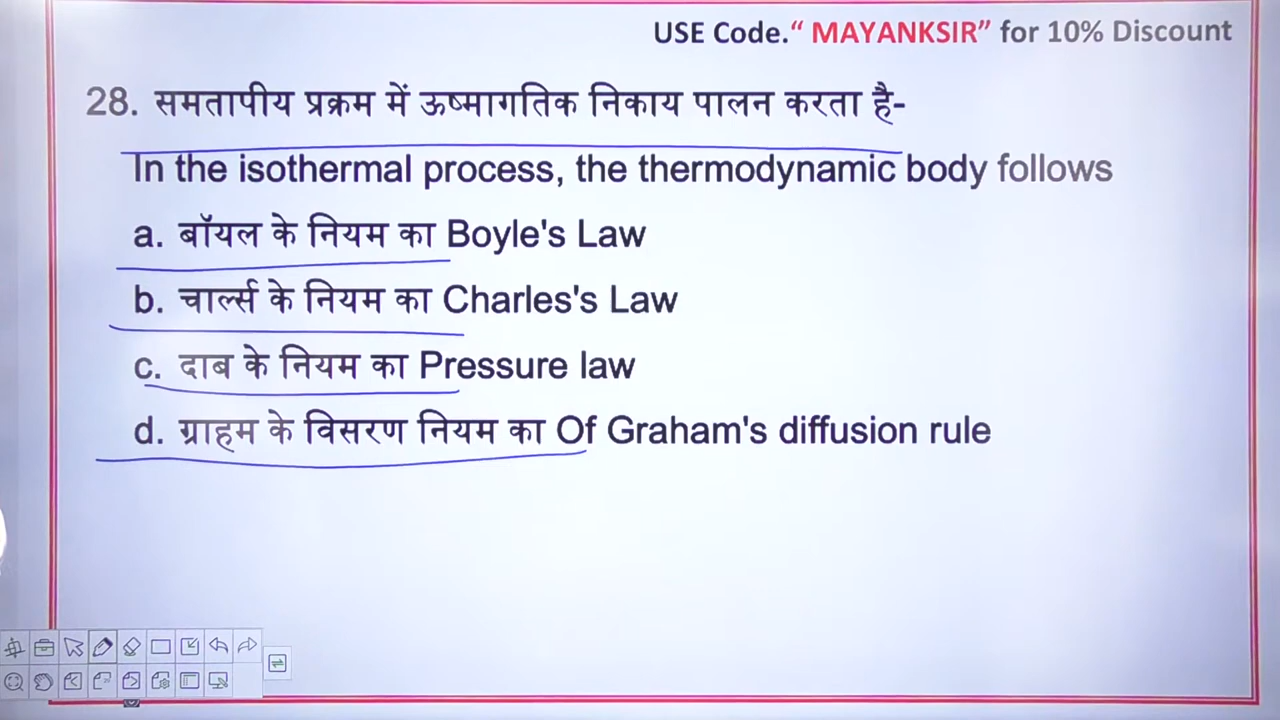 USE Code.“ MAYANKSIR” for 10% Discount
28. समतापीय प्रक्रम में ऊष्मागतिक निकाय पालन करता है-
In the isothermal process, the thermodynamic body follows
a. बॉयल के नियम का Boyle's Law
b. चार्ल्स के नियम का Charles's Law
c. दाब के नियम का Pressure law
d. ग्राहम के विसरण नियम का Of Graham's diffusion rule